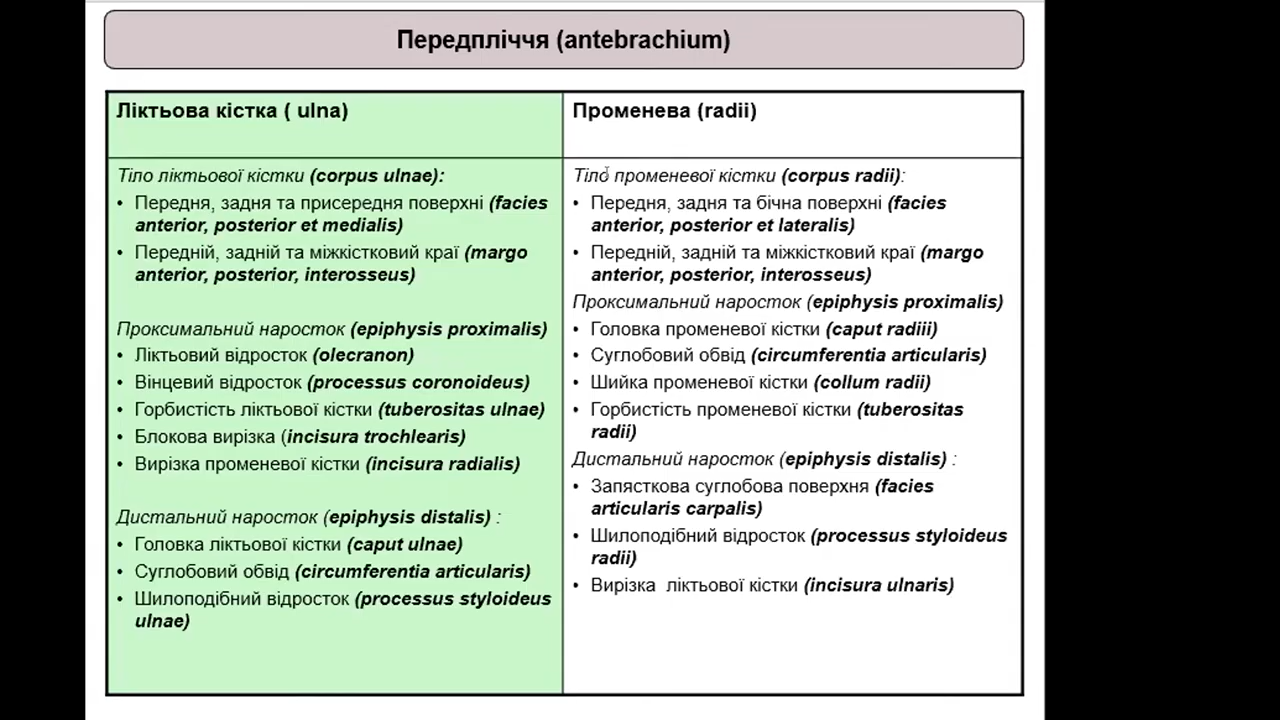 Передпліччя (antebrachium)
Ліктьова кістка ( ulna)
Тіло ліктьової кістки (corpus ulnae):
• Передня, задня та присередня поверхні (facies
anterior, posterior et medialis)
• Передній, задній та міжкістковий краї (margo
anterior, posterior, interosseus)
Проксимальний наросток (epiphysis proximalis)
• Ліктьовий відросток (olecranon)
• Вінцевий відросток (processus coronoideus)
• Горбистість ліктьової кістки (tuberositas ulnae)
• Блокова вирізка (incisura trochlearis)
• Вирізка променевої кістки (incisura radialis)
Дистальний наросток (epiphysis distalis) :
• Головка ліктьової кістки (caput ulnae)
• Суглобовий обвід (circumferentia articularis)
• Шилоподібний відросток (processus styloideus
ulnae)
Променева (radii)
Тіло променевої кістки (corpus radii):
• Передня, задня та бічна поверхні (facies
anterior, posterior et lateralis)
• Передній, задній та міжкістковий краї (margo
anterior, posterior, interosseus)
Проксимальний наросток (epiphysis proximalis)
• Головка променевої кістки (caput radiii)
• Суглобовий обвід (circumferentia articularis)
• Шийка променевої кістки (collum radii)
• Горбистість променевої кістки (tuberositas
radii)
Дистальний наросток (epiphysis distalis) :
• Запясткова суглобова поверхня (facies
articularis carpalis)
• Шилоподібний відросток (processus styloideus
radii)
• Вирізка ліктьової кістки (incisura ulnaris)